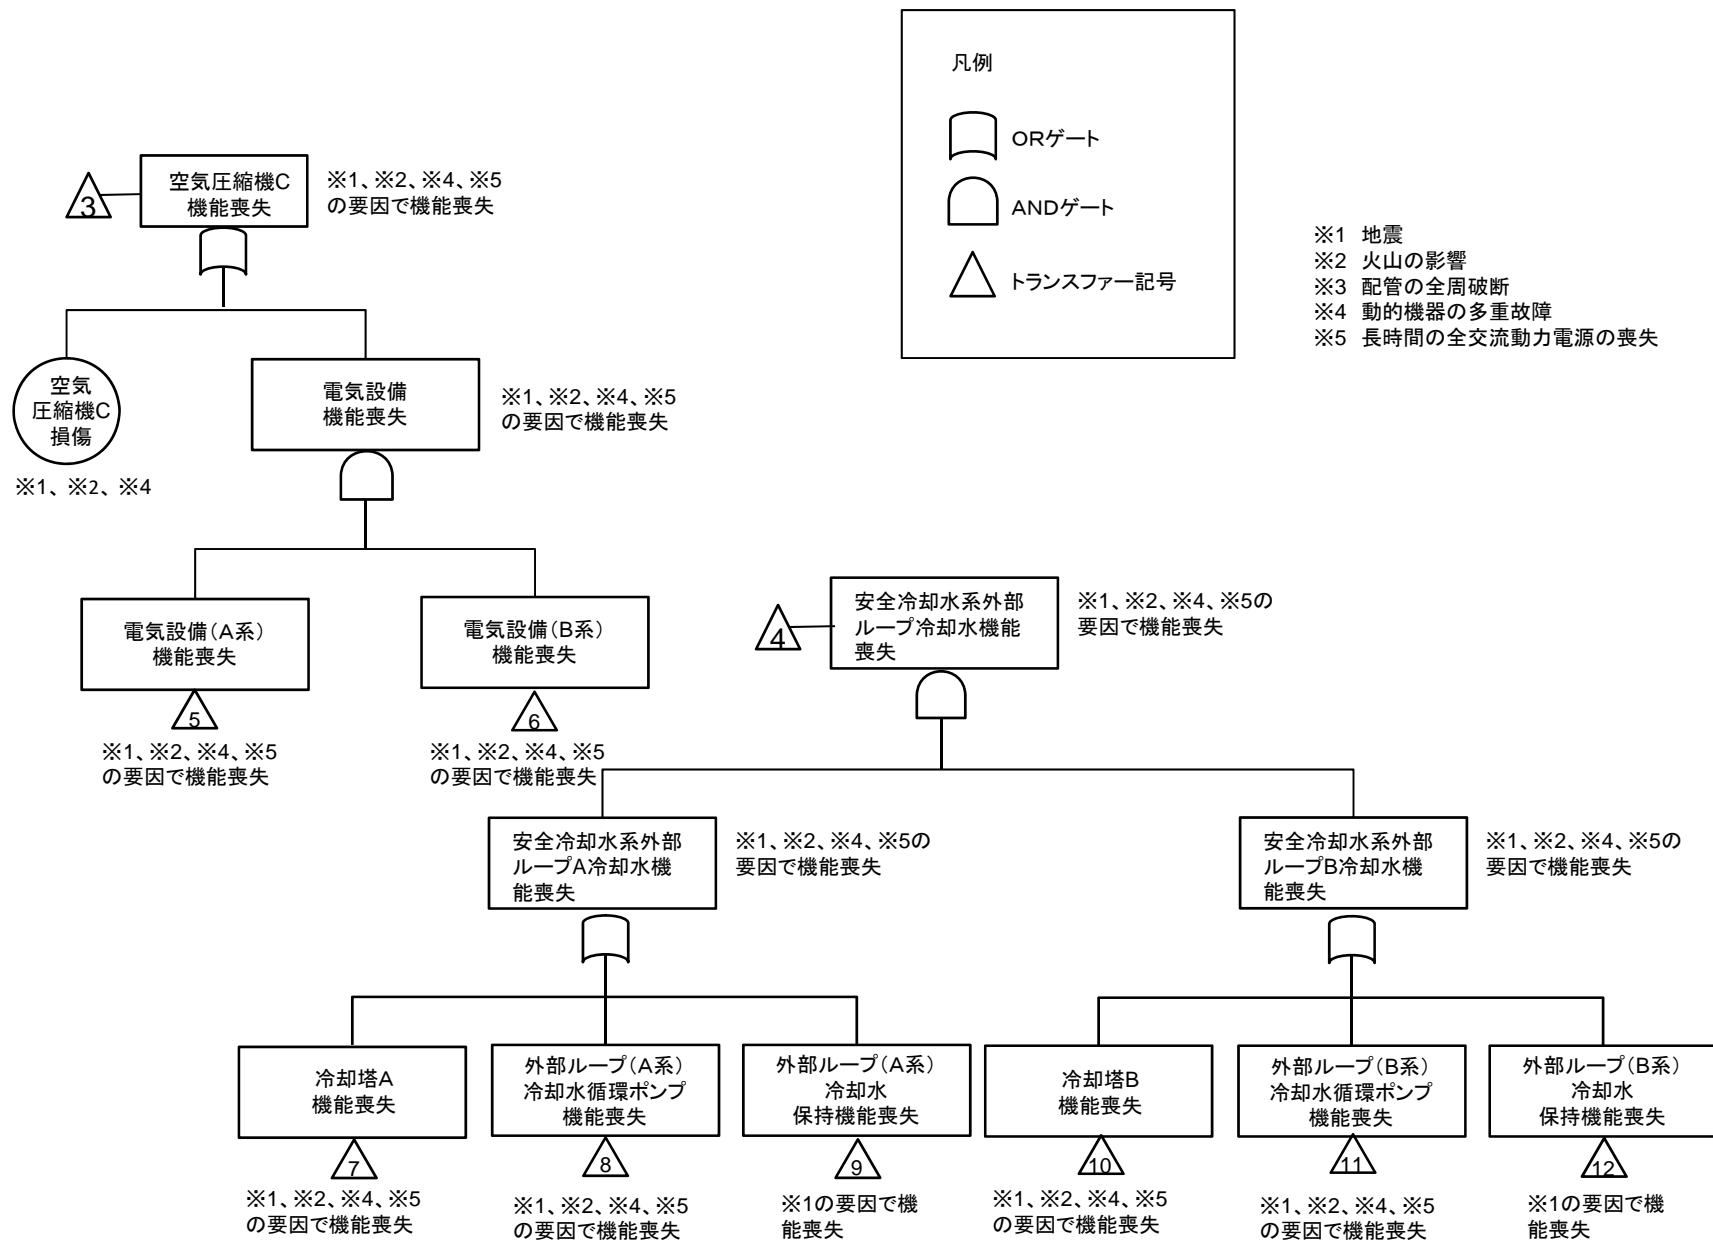 凡例
ORゲート
ANDゲート
トランスファー記号
※1 地震
※2 火山の影響
※3 配管の全周破断
※4 動的機器の多重故障
※5 長時間の全交流動力電源の喪失
3
空気圧縮機C
機能喪失
※1、※2、※4、※5
の要因で機能喪失
空気
圧縮機C
損傷
※1、※2、※4
電気設備
機能喪失
※1、※2、※4、※5
の要因で機能喪失
電気設備(A系)
機能喪失
5
※1、※2、※4、※5
の要因で機能喪失
電気設備(B系)
機能喪失
6
※1、※2、※4、※5
の要因で機能喪失
4
安全冷却水系外部
ループ冷却水機能
喪失
※1、※2、※4、※5の
要因で機能喪失
安全冷却水系外部
ループA冷却水機
能喪失
※1、※2、※4、※5の
要因で機能喪失
安全冷却水系外部
ループB冷却水機
能喪失
※1、※2、※4、※5の
要因で機能喪失
冷却塔A
機能喪失
7
※1、※2、※4、※5
の要因で機能喪失
外部ループ(A系)
冷却水循環ポンプ
機能喪失
8
※1、※2、※4、※5
の要因で機能喪失
外部ループ(A系)
冷却水
保持機能喪失
9
※1の要因で機
能喪失
冷却塔B
機能喪失
10
※1、※2、※4、※5
の要因で機能喪失
外部ループ(B系)
冷却水循環ポンプ
機能喪失
11
※1、※2、※4、※5
の要因で機能喪失
外部ループ(B系)
冷却水
保持機能喪失
12
※1の要因で機
能喪失